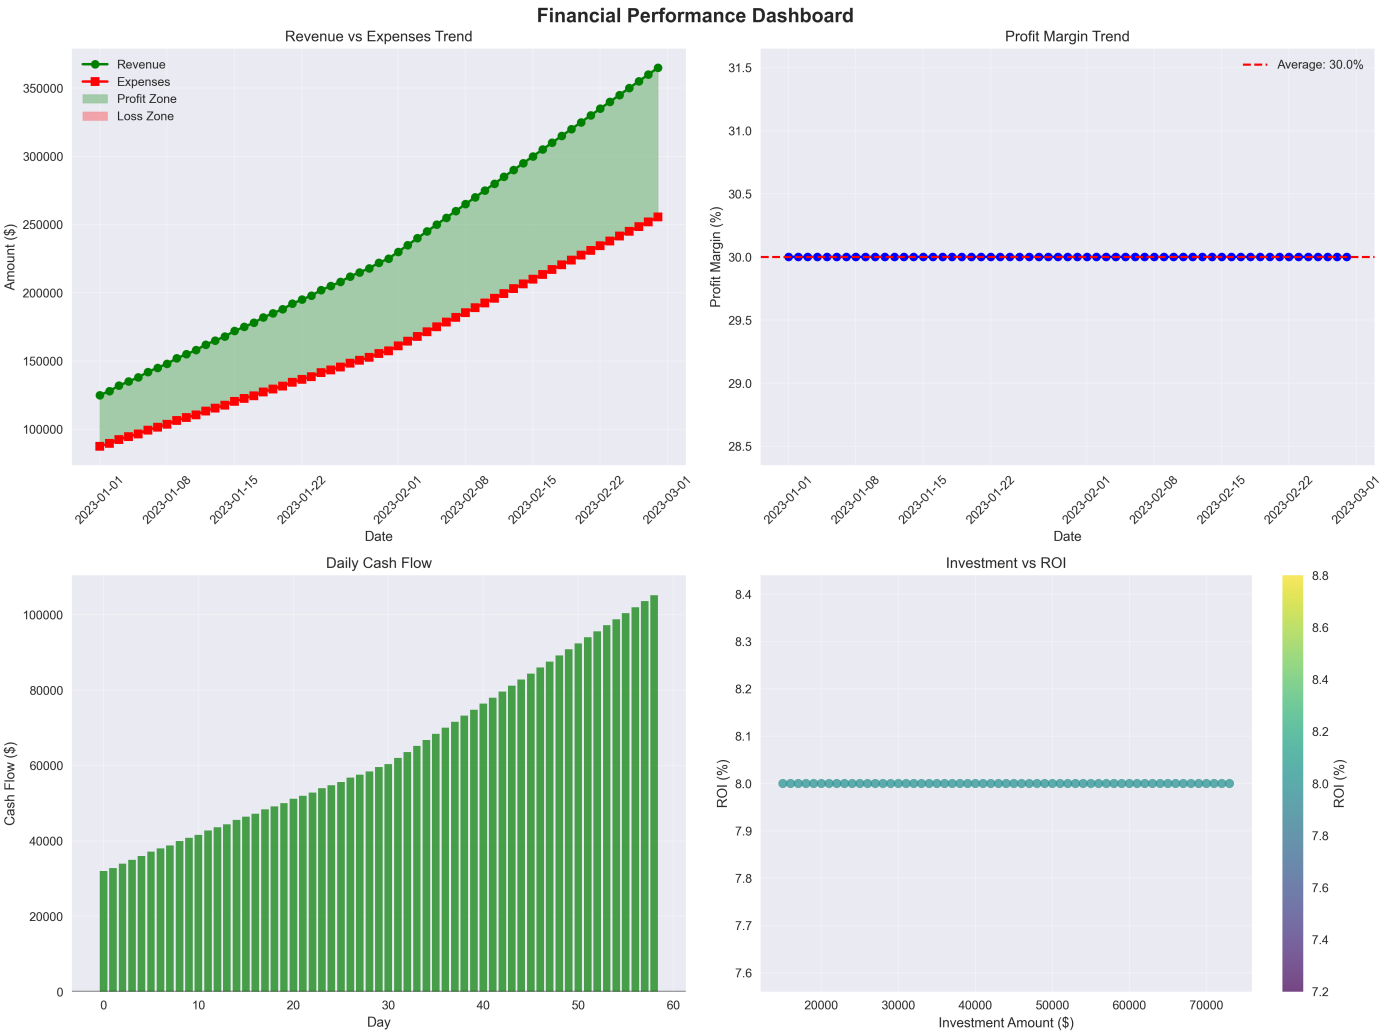 Financial Performance Dashboard
Revenue vs Expenses Trend
Revenue
Expenses
Profit Zone
Loss Zone
Amount ($)
350000
300000
250000
200000
150000
100000
2023-01-01
2023-01-08
2023-01-15
2023-01-22
2023-02-01
2023-02-08
2023-02-15
2023-02-22
2023-03-01
Date
Profit Margin Trend
Average: 30.0%
Profit Margin (%)
31.5
31.0
30.5
30.0
29.5
29.0
28.5
2023-01-01
2023-01-08
2023-01-15
2023-01-22
2023-02-01
2023-02-08
2023-02-15
2023-02-22
2023-03-01
Date
Daily Cash Flow
Cash Flow ($)
100000
80000
60000
40000
20000
0
0 10 20 30 40 50 60
Day
Investment vs ROI
ROI (%)
8.4
8.3
8.2
8.1
8.0
7.9
7.8
7.7
7.6
20000 30000 40000 50000 60000 70000
Investment Amount ($)
8.8
8.6
8.4
8.2
8.0
7.8
7.6
7.4
7.2
ROI (%)